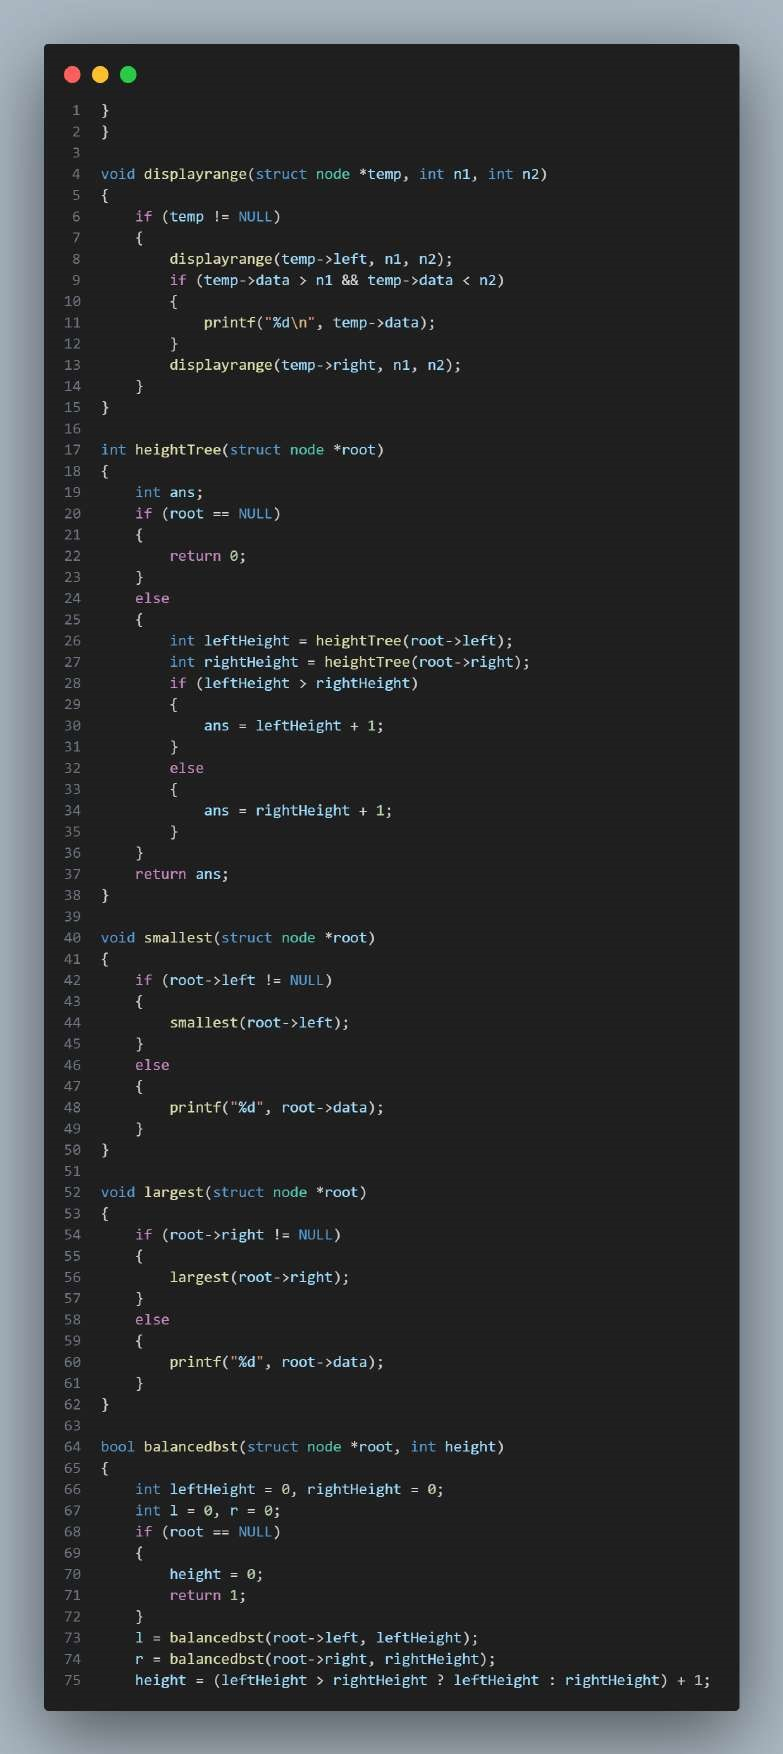 1 }
2 }
3
4 void displayrange(struct node *temp, int n1, int n2)
5 {
6     if (temp != NULL)
7     {
8         displayrange(temp->left, n1, n2);
9         if (temp->data > n1 && temp->data < n2)
10         {
11             printf("%d\n", temp->data);
12         }
13         displayrange(temp->right, n1, n2);
14     }
15 }
16
17 int heightTree(struct node *root)
18 {
19     int ans;
20     if (root == NULL)
21     {
22         return 0;
23     }
24     else
25     {
26         int leftHeight = heightTree(root->left);
27         int rightHeight = heightTree(root->right);
28         if (leftHeight > rightHeight)
29         {
30             ans = leftHeight + 1;
31         }
32         else
33         {
34             ans = rightHeight + 1;
35         }
36     }
37     return ans;
38 }
39
40 void smallest(struct node *root)
41 {
42     if (root->left != NULL)
43     {
44         smallest(root->left);
45     }
46     else
47     {
48         printf("%d", root->data);
49     }
50 }
51
52 void largest(struct node *root)
53 {
54     if (root->right != NULL)
55     {
56         largest(root->right);
57     }
58     else
59     {
60         printf("%d", root->data);
61     }
62 }
63
64 bool balancedbst(struct node *root, int height)
65 {
66     int leftHeight = 0, rightHeight = 0;
67     int l = 0, r = 0;
68     if (root == NULL)
69     {
70         height = 0;
71         return 1;
72     }
73     l = balancedbst(root->left, leftHeight);
74     r = balancedbst(root->right, rightHeight);
75     height = (leftHeight > rightHeight ? leftHeight : rightHeight) + 1;